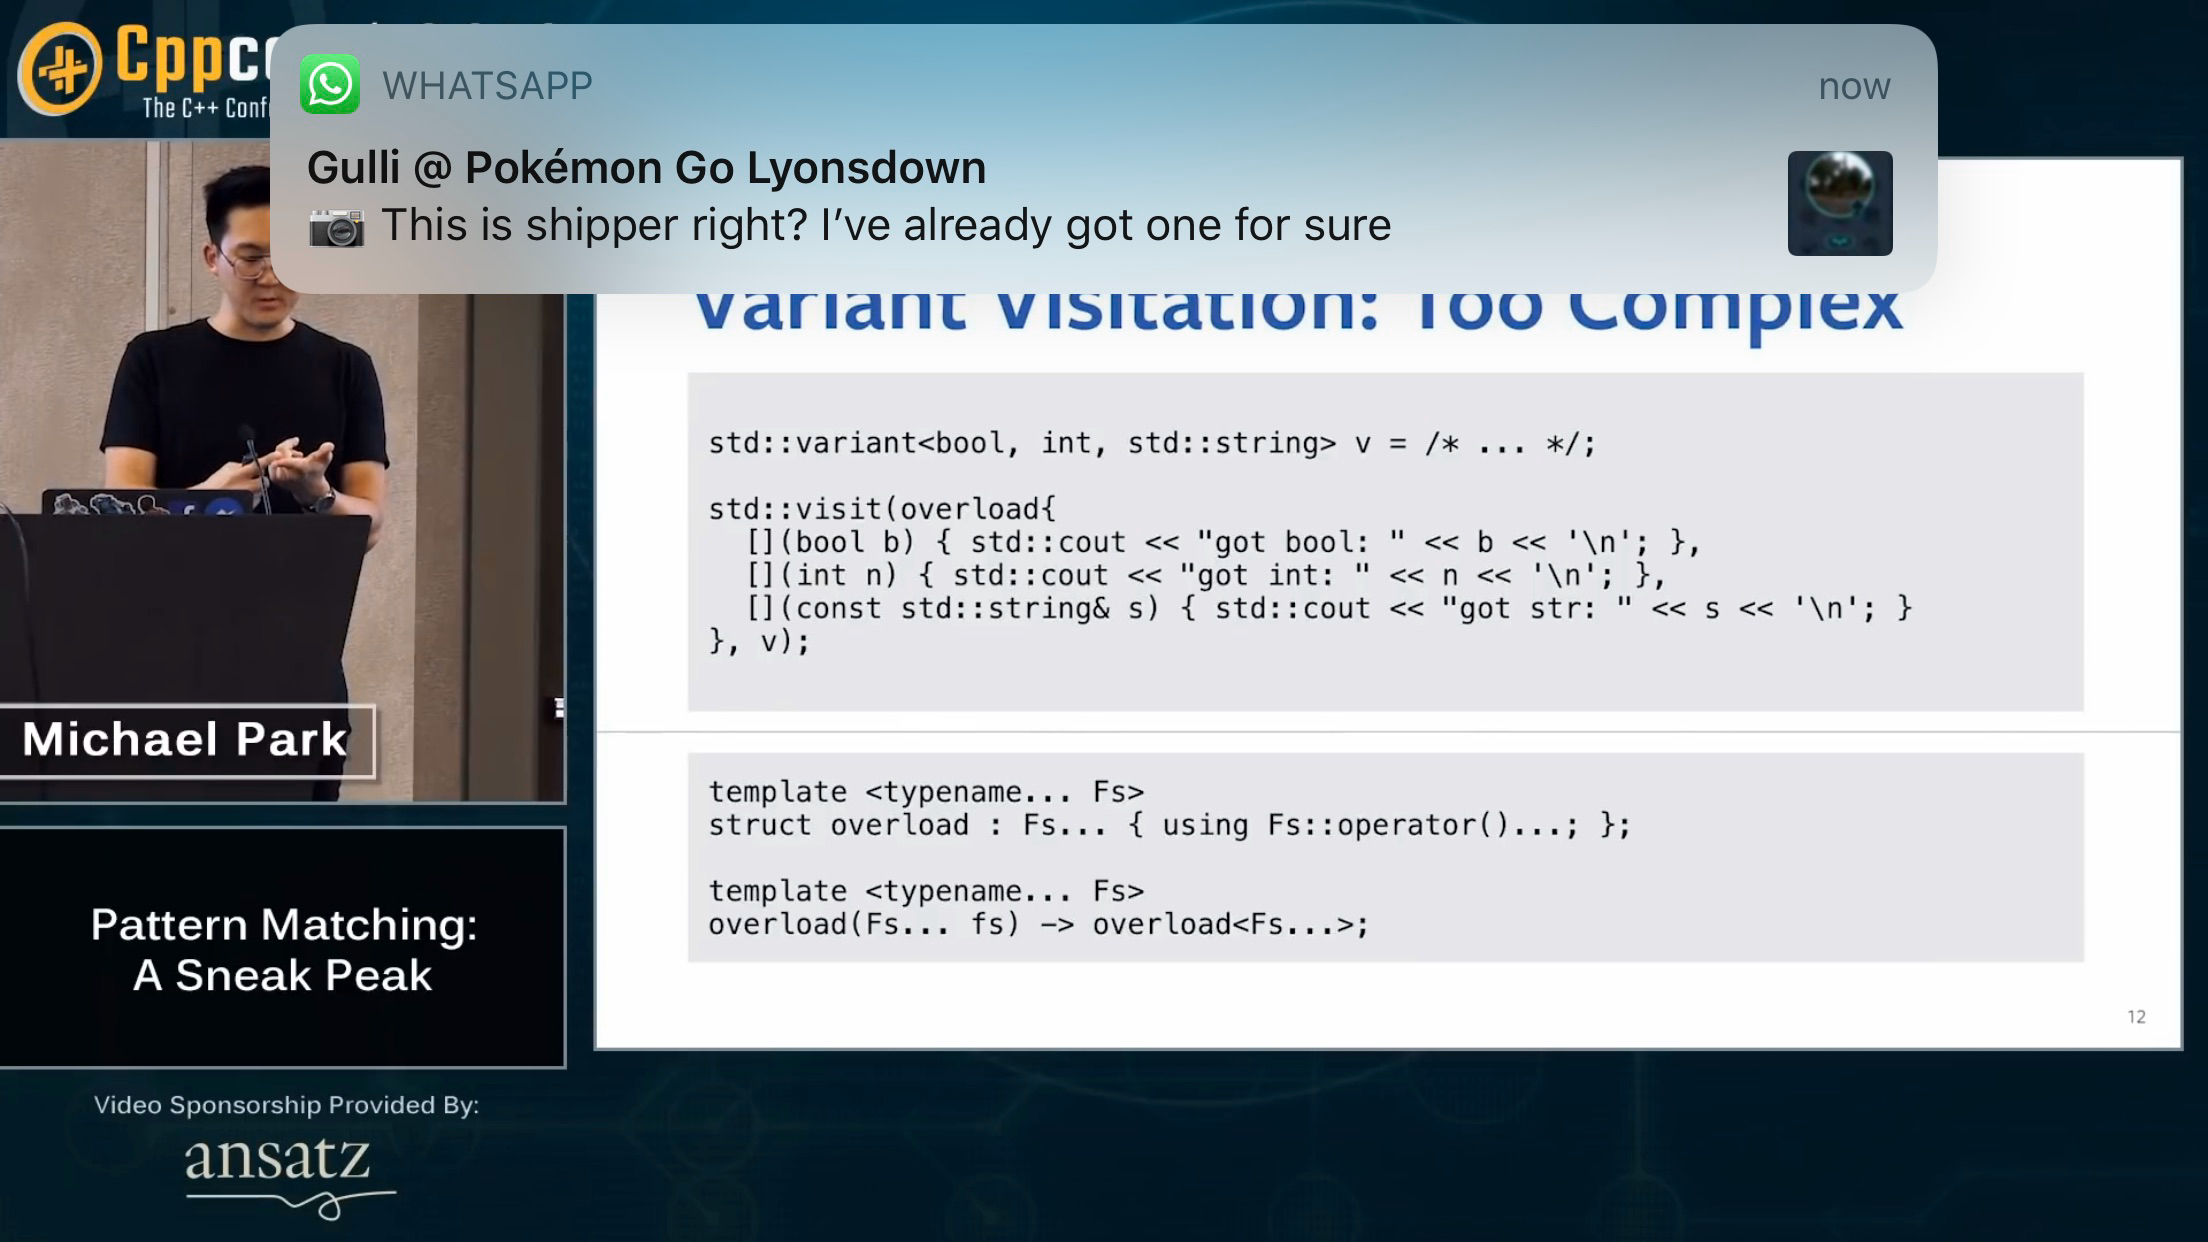 Cppc
The C++ Conf
WHATSAPP
now
Gulli @ Pokémon Go Lyonsdown
This is shipper right? I’ve already got one for sure
Variant Visitation: Too Complex
std::variant<bool, int, std::string> v = /* ... */;
std::visit(overload{
  [](bool b) { std::cout << "got bool: " << b << '\n'; },
  [](int n) { std::cout << "got int: " << n << '\n'; },
  [](const std::string& s) { std::cout << "got str: " << s << '\n'; }
}, v);
template <typename... Fs>
struct overload : Fs... { using Fs::operator()...; };
template <typename... Fs>
overload(Fs... fs) -> overload<Fs...>;
12
Michael Park
Pattern Matching:
A Sneak Peak
Video Sponsorship Provided By:
ansatz